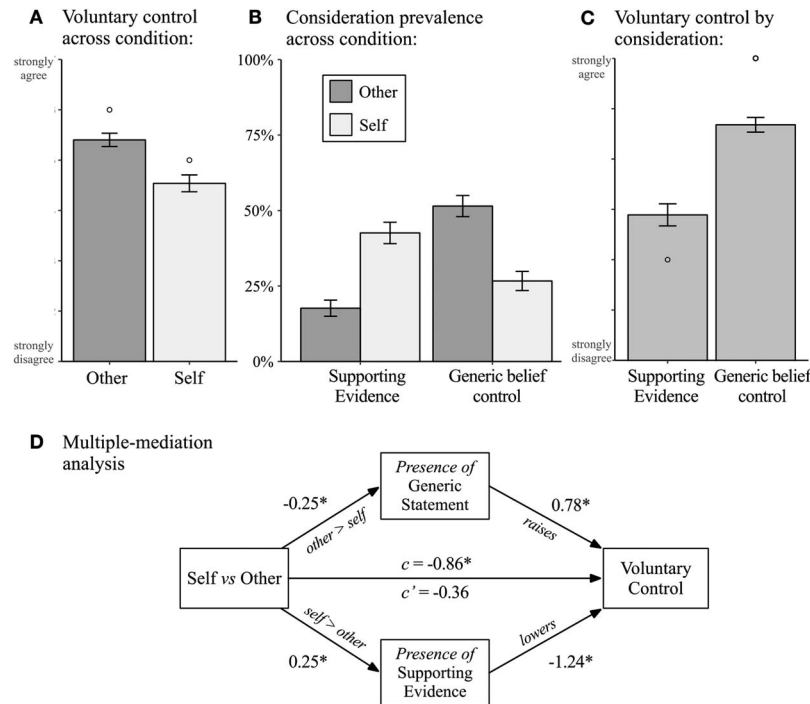 A Voluntary control
across condition:
strongly
agree
strongly
disagree
Other
Self
B Consideration prevalence
across condition:
100%
75%
50%
25%
0%
Other
Self
Supporting
Evidence
Generic belief
control
C Voluntary control by
consideration:
strongly
agree
strongly
disagree
Supporting
Evidence
Generic belief
control
D Multiple-mediation
analysis
Presence of
Generic
Statement
-0.25*
other > self
0.78*
raises
Self vs Other
c = -0.86*
c’ = -0.36
Voluntary
Control
self > other
0.25*
lowers
-1.24*
Presence of
Supporting
Evidence